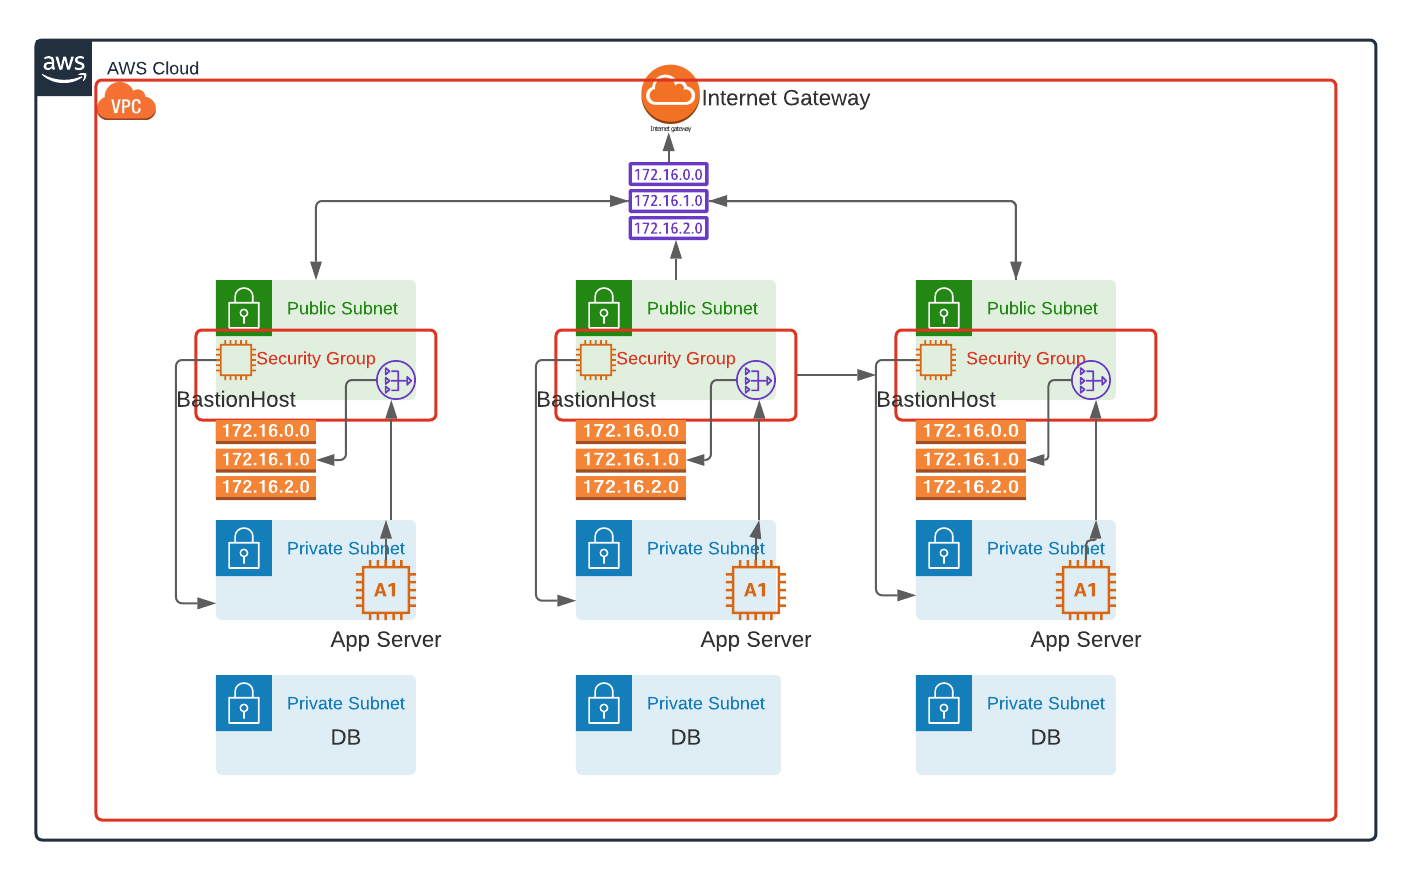 aws
AWS Cloud
VPC
Internet Gateway
Internet gateway
172.16.0.0
172.16.1.0
172.16.2.0
Public Subnet
Public Subnet
Public Subnet
Security Group
Security Group
Security Group
BastionHost
BastionHost
BastionHost
172.16.0.0
172.16.0.0
172.16.0.0
172.16.1.0
172.16.1.0
172.16.1.0
172.16.2.0
172.16.2.0
172.16.2.0
Private Subnet
Private Subnet
Private Subnet
A1
A1
A1
App Server
App Server
App Server
Private Subnet
Private Subnet
Private Subnet
DB
DB
DB